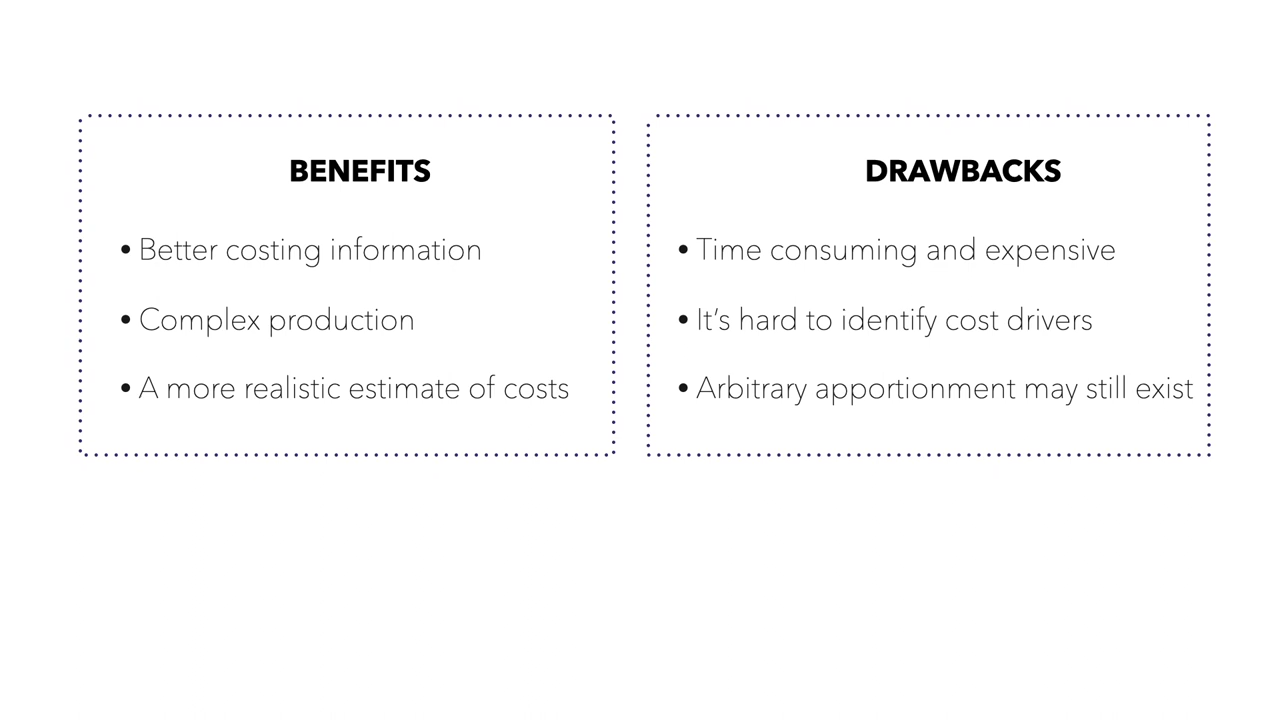 BENEFITS
• Better costing information
• Complex production
• A more realistic estimate of costs
DRAWBACKS
• Time consuming and expensive
• It’s hard to identify cost drivers
• Arbitrary apportionment may still exist